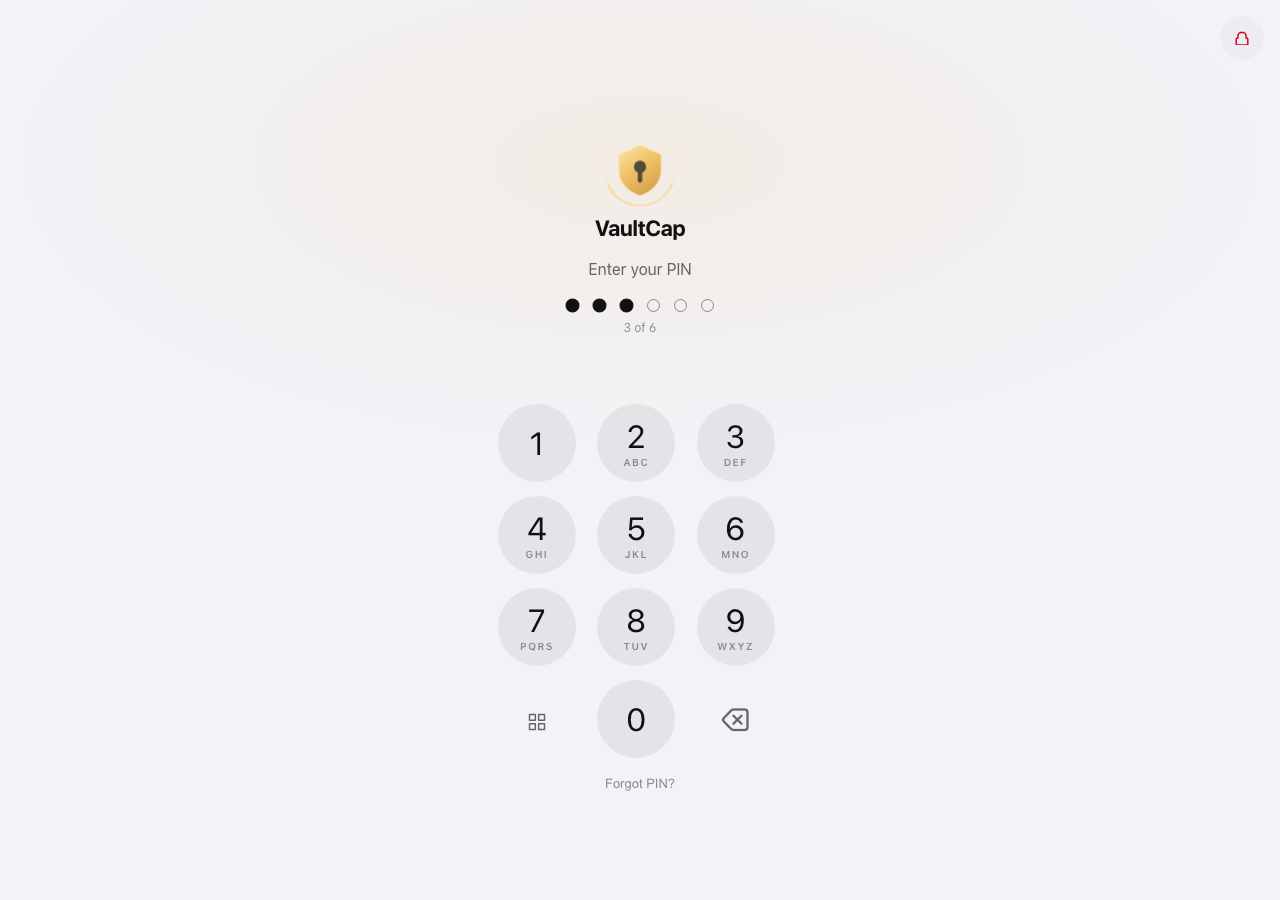 VaultCap
Enter your PIN
3 of 6
1
2
ABC
3
DEF
4
GHI
5
JKL
6
MNO
7
PQRS
8
TUV
9
WXYZ
0
Forgot PIN?